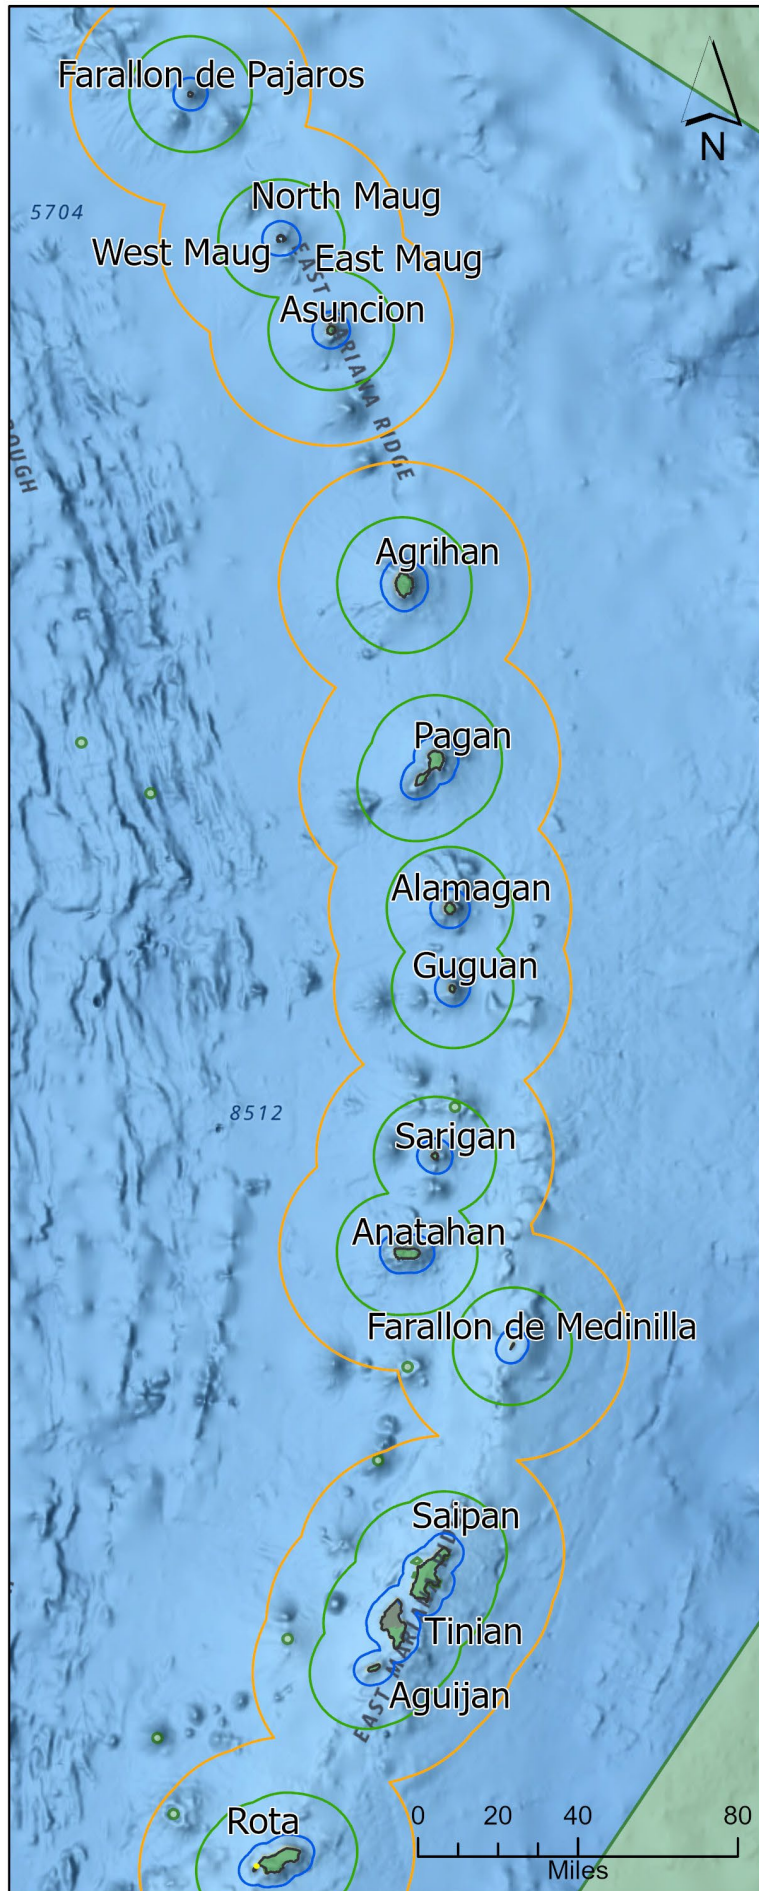 Farallon de Pajaros
N
5704
North Maug
West Maug
East Maug
Asuncion
EAST MARIANA RIDGE
OUGH
Agrihan
Pagan
Alamagan
Guguan
8512
Sarigan
Anatahan
Farallon de Medinilla
Saipan
Tinian
Aguijan
EAST MARIANA RID
Rota
0 20 40 80
Miles